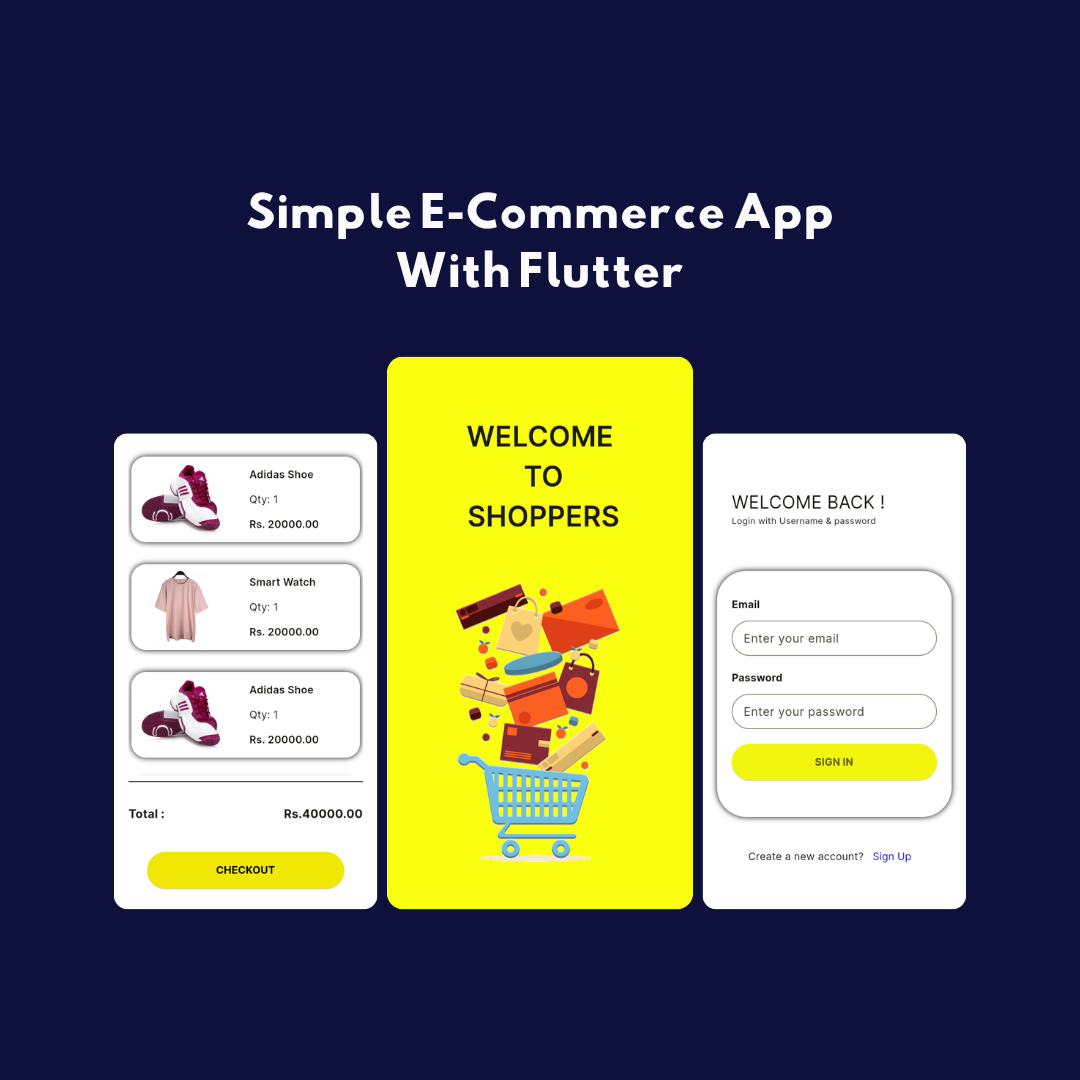 Simple E-Commerce App
With Flutter
Adidas Shoe
Qty: 1
Rs. 20000.00
Smart Watch
Qty: 1
Rs. 20000.00
Adidas Shoe
Qty: 1
Rs. 20000.00
Total :
Rs.40000.00
CHECKOUT
WELCOME
TO
SHOPPERS
WELCOME BACK !
Login with Username & password
Email
Enter your email
Password
Enter your password
SIGN IN
Create a new account? Sign Up